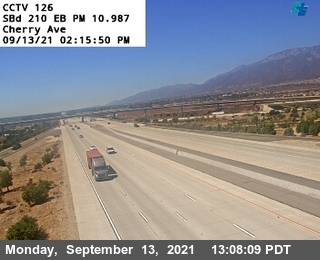 CCTV 126
SBd 210 EB PM 10.987
Cherry Ave
09/13/21 02:15:50 PM
Monday, September 13, 2021 13:08:09 PDT